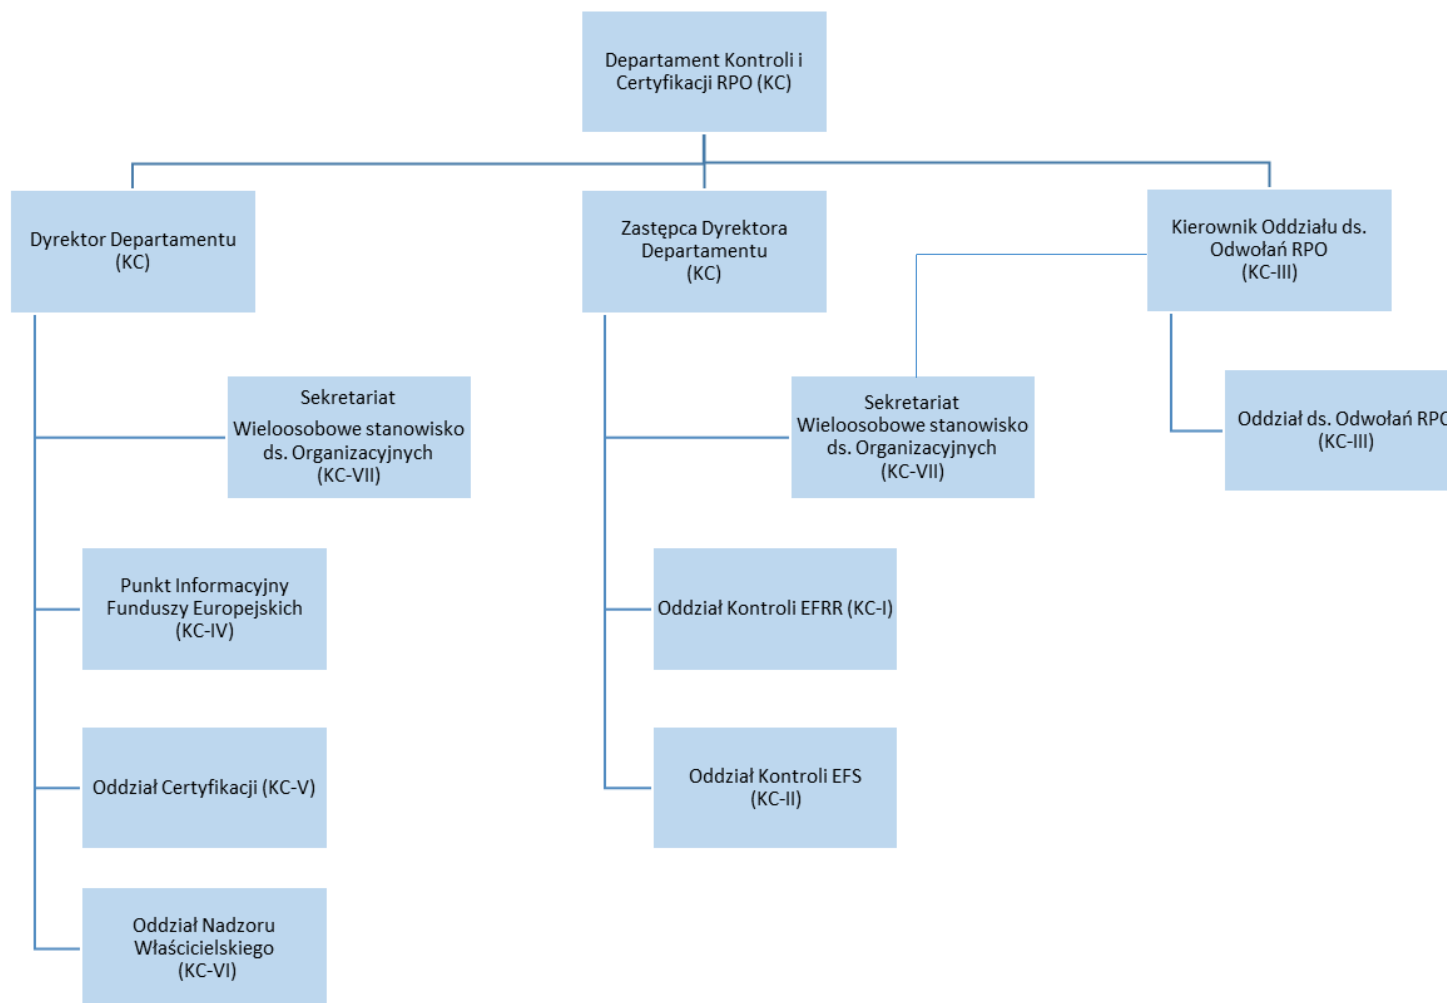 Departament Kontroli i
Certyfikacji RPO (KC)
Dyrektor Departamentu
(KC)
Zastępca Dyrektora
Departamentu
(KC)
Kierownik Oddziału ds.
Odwołań RPO
(KC-III)
Sekretariat
Wieloosobowe stanowisko
ds. Organizacyjnych
(KC-VII)
Sekretariat
Wieloosobowe stanowisko
ds. Organizacyjnych
(KC-VII)
Oddział ds. Odwołań RPO
(KC-III)
Punkt Informacyjny
Funduszy Europejskich
(KC-IV)
Oddział Kontroli EFRR (KC-I)
Oddział Certyfikacji (KC-V)
Oddział Kontroli EFS
(KC-II)
Oddział Nadzoru
Właścicielskiego
(KC-VI)